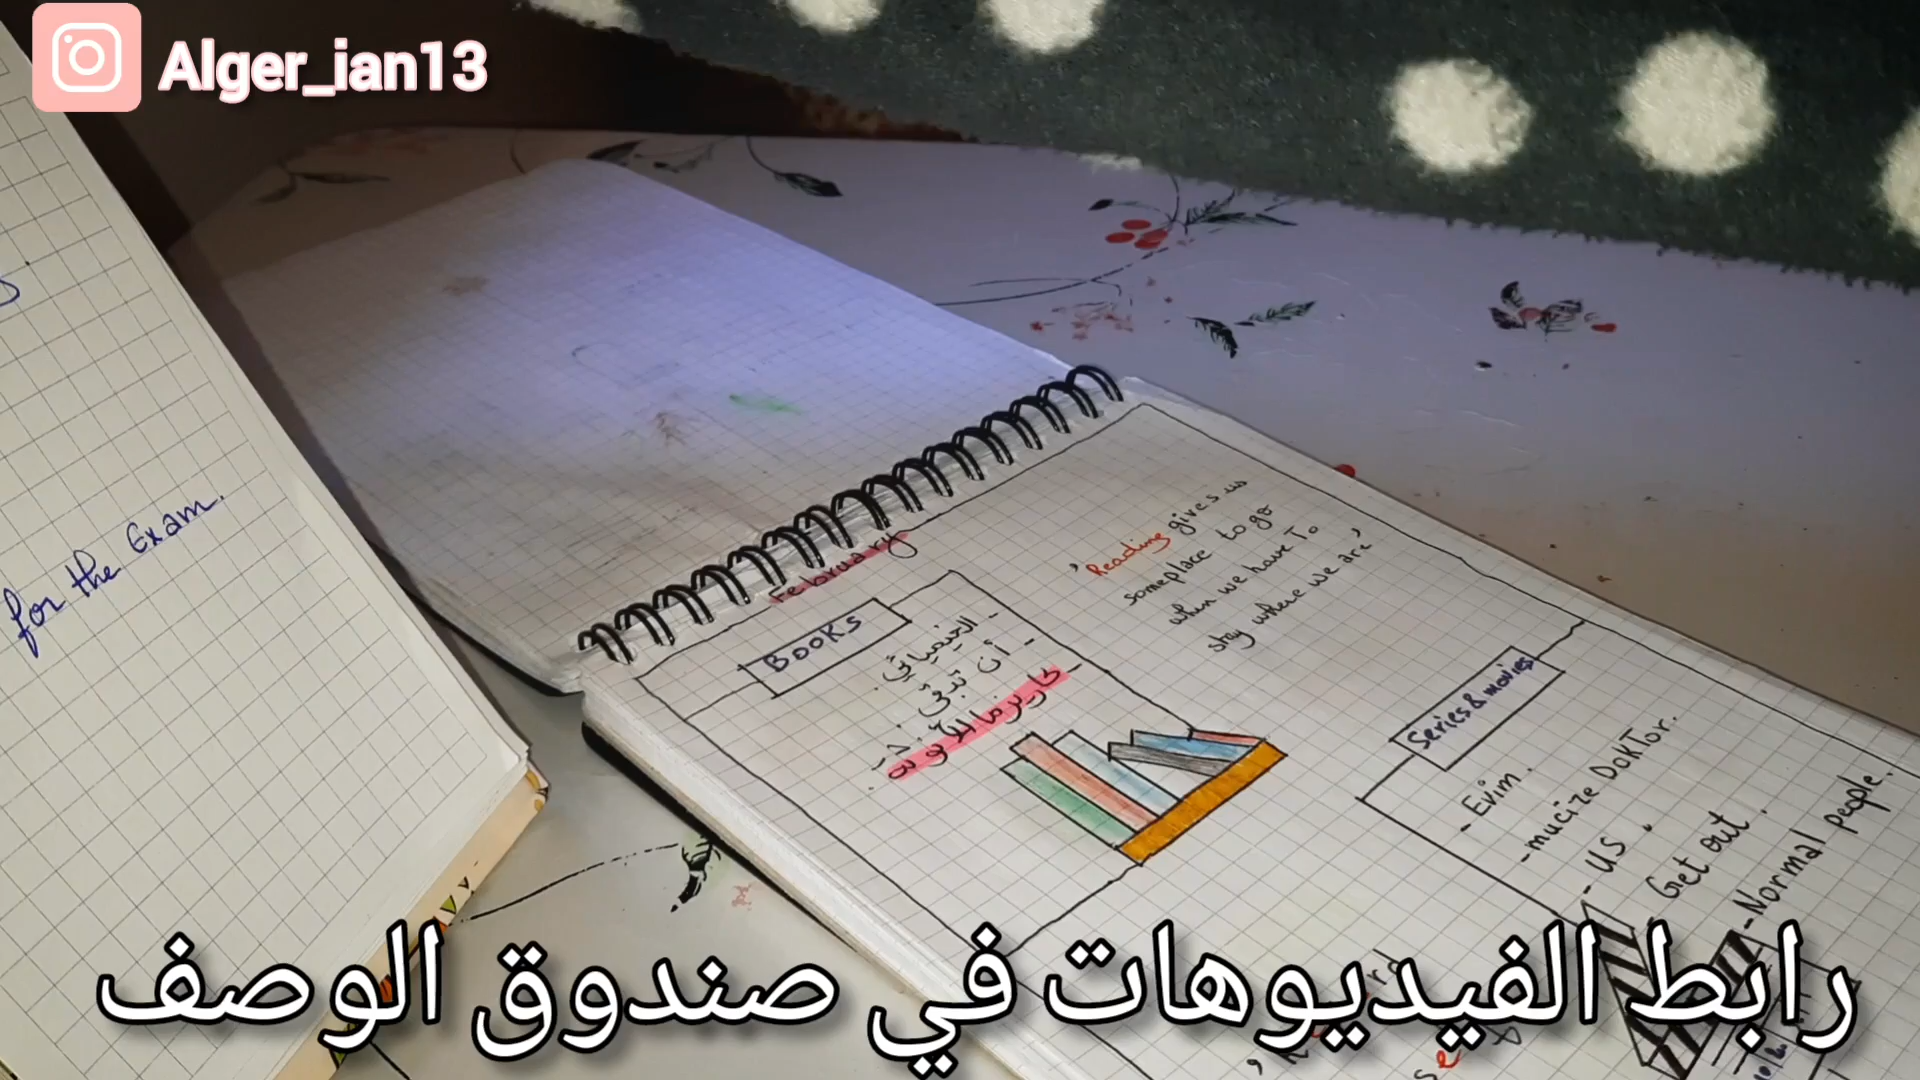 Alger_ian13
for the Exam.
February
BOOKS
- الخيميائي.
- أن تبقى.
"Reading gives us
someplace to go
when we have To
stay where we are"
Series & movies
- Evim.
- mucize DokTor.
- US.
- Get out.
- Normal people.
رابط الفيديوهات في صندوق الوصف